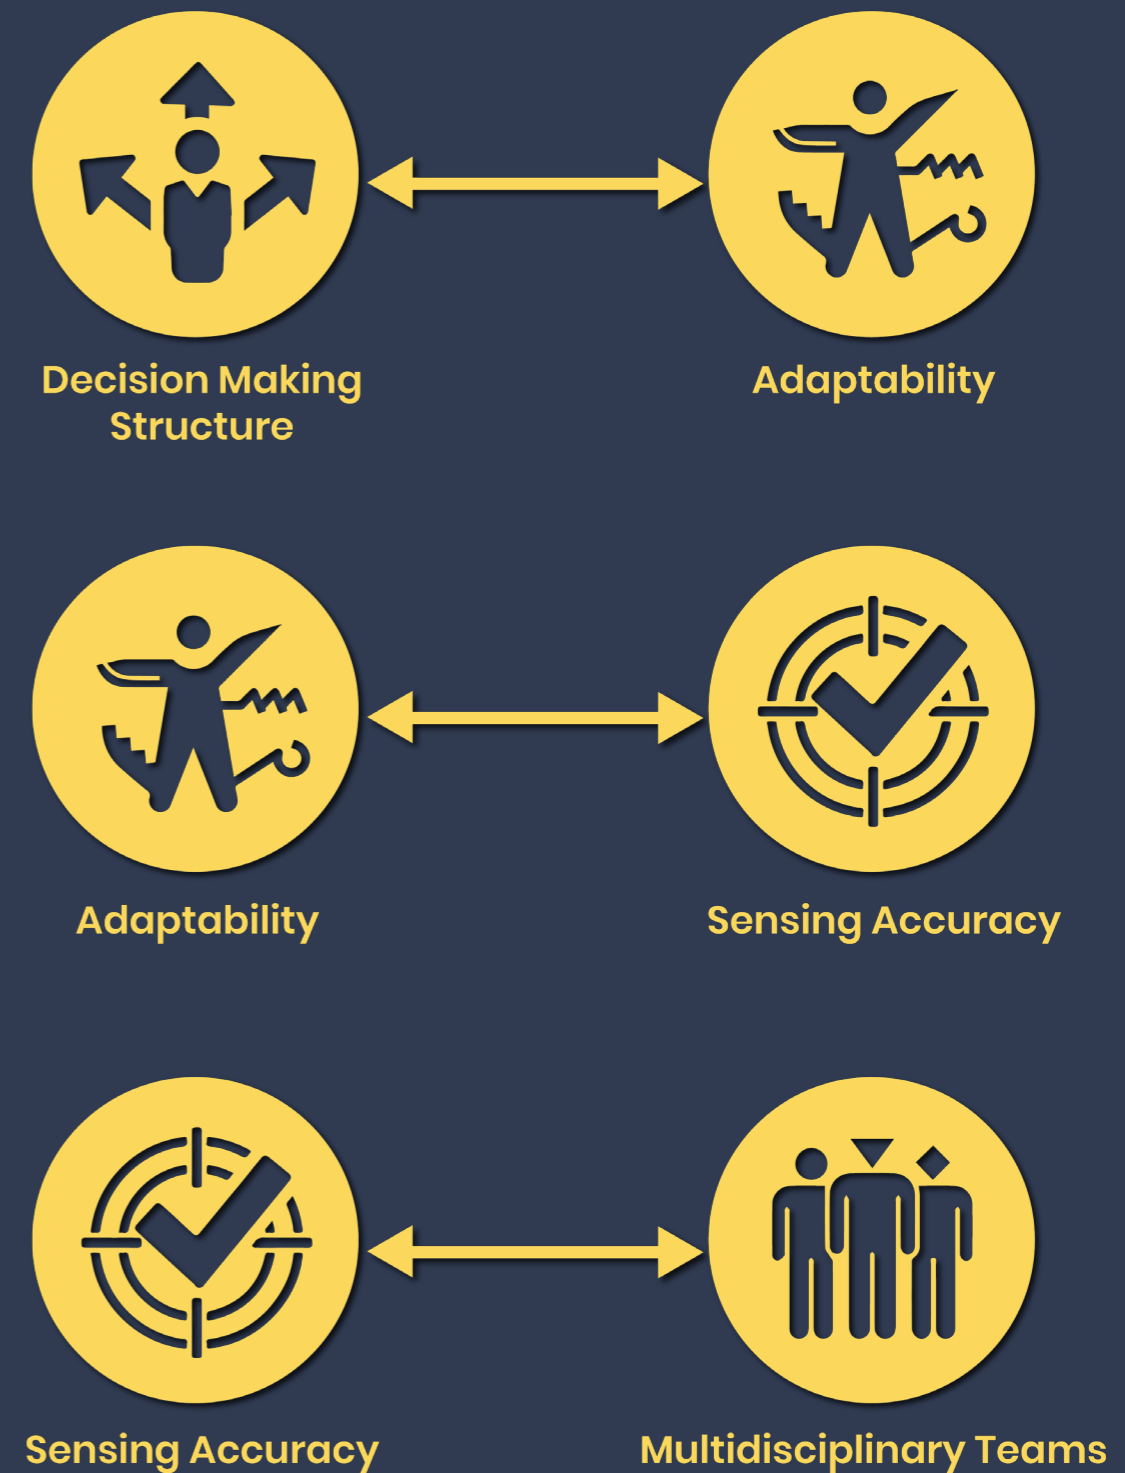 Decision Making
Structure
Adaptability
Adaptability
Sensing Accuracy
Sensing Accuracy
Multidisciplinary Teams